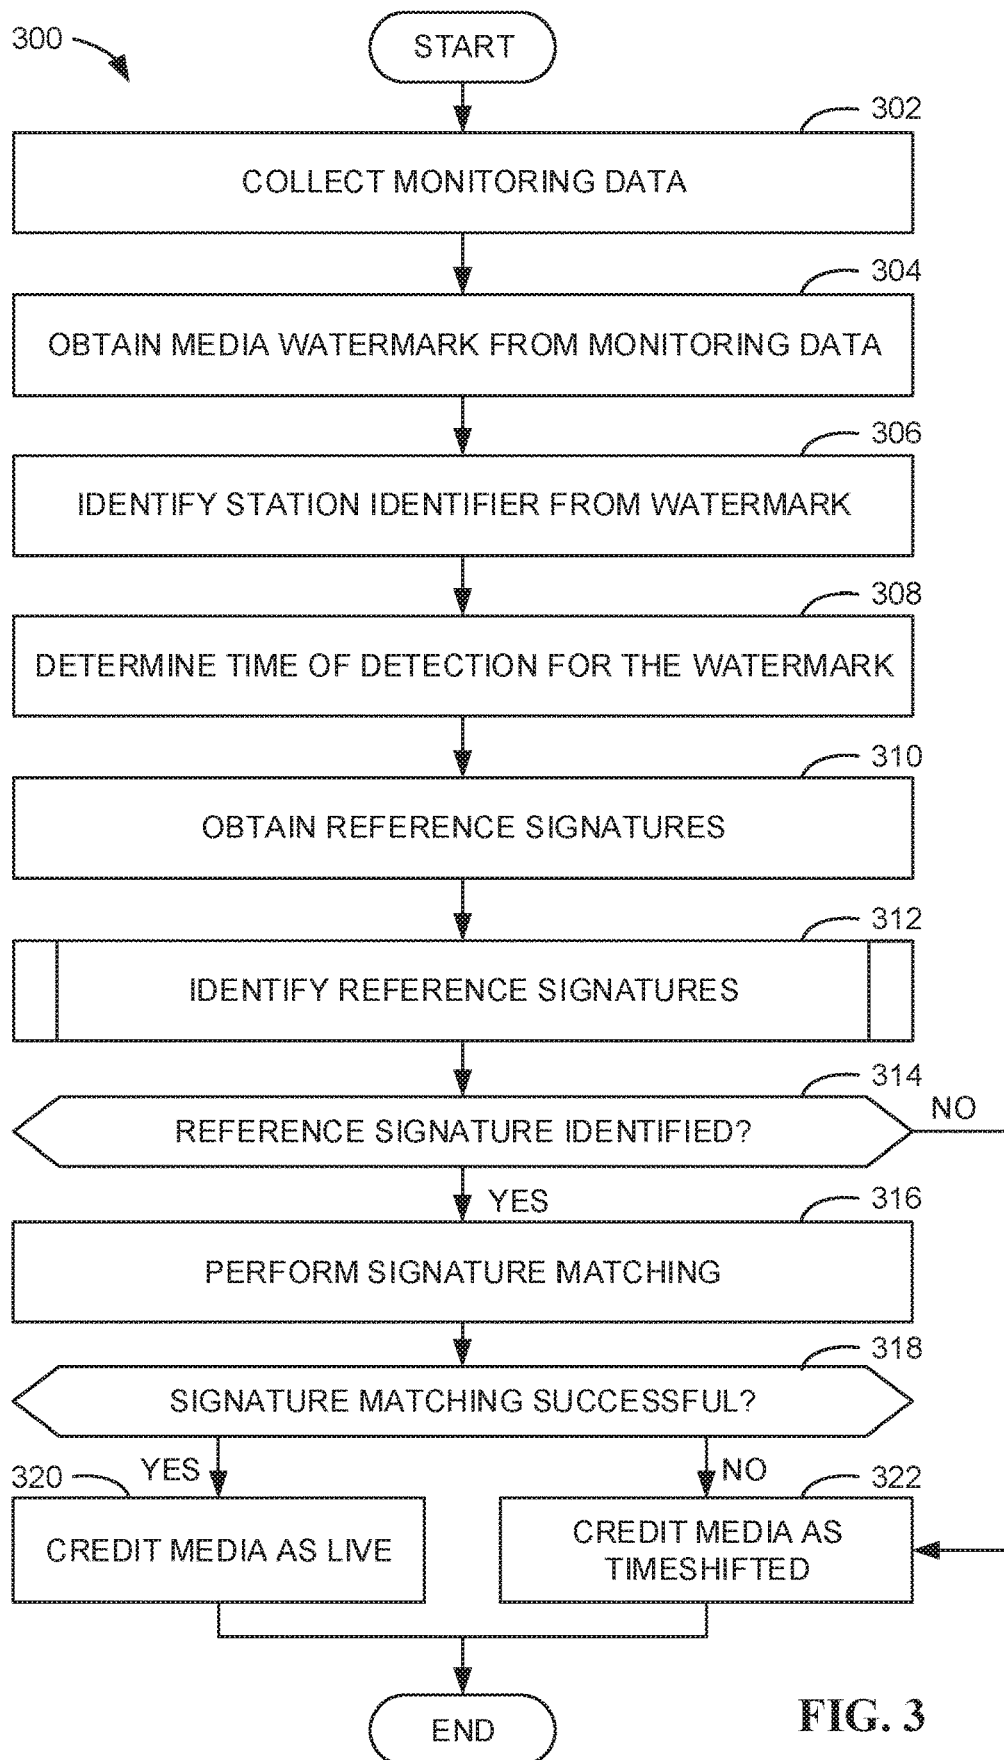 300
START
302
COLLECT MONITORING DATA
304
OBTAIN MEDIA WATERMARK FROM MONITORING DATA
306
IDENTIFY STATION IDENTIFIER FROM WATERMARK
308
DETERMINE TIME OF DETECTION FOR THE WATERMARK
310
OBTAIN REFERENCE SIGNATURES
312
IDENTIFY REFERENCE SIGNATURES
314
REFERENCE SIGNATURE IDENTIFIED?
NO
YES
316
PERFORM SIGNATURE MATCHING
318
SIGNATURE MATCHING SUCCESSFUL?
YES
NO
320
CREDIT MEDIA AS LIVE
322
CREDIT MEDIA AS
TIMESHIFTED
END
FIG. 3